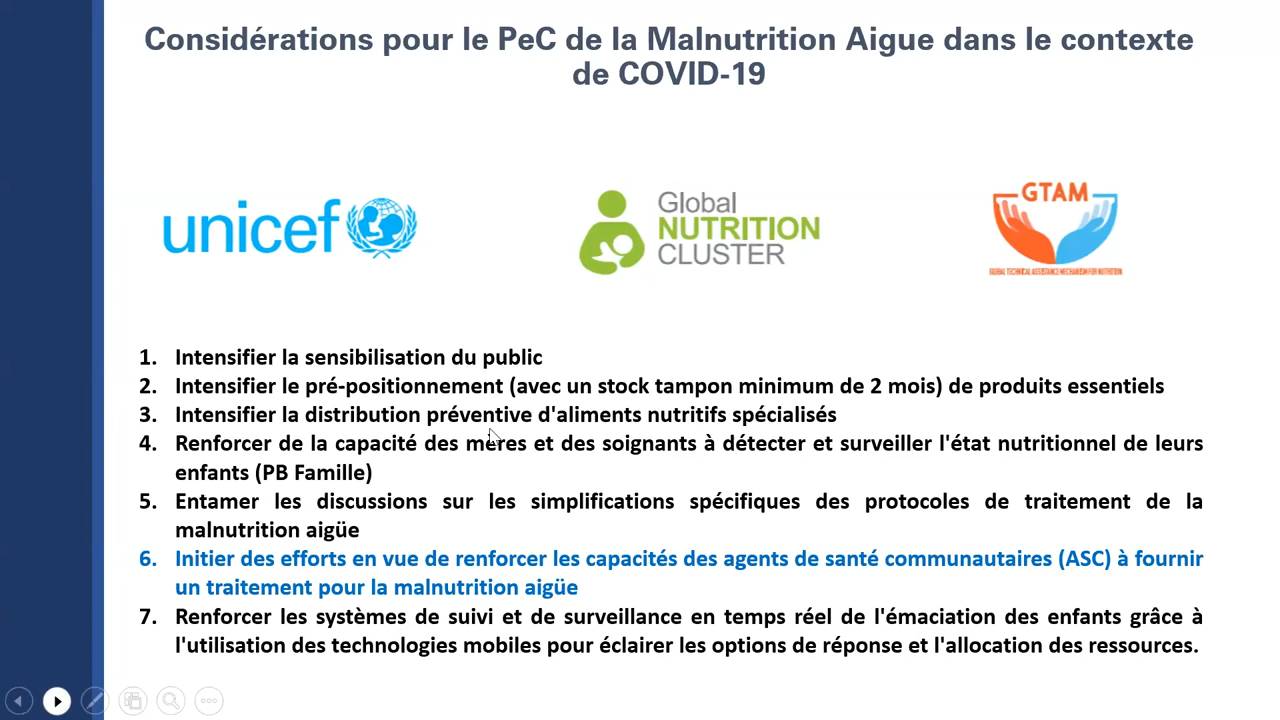 Considérations pour le PeC de la Malnutrition Aigue dans le contexte
de COVID-19
unicef
Global
NUTRITION
CLUSTER
GTAM
GLOBAL TECHNICAL ASSISTANCE MECHANISM FOR NUTRITION
1. Intensifier la sensibilisation du public
2. Intensifier le pré-positionnement (avec un stock tampon minimum de 2 mois) de produits essentiels
3. Intensifier la distribution préventive d'aliments nutritifs spécialisés
4. Renforcer de la capacité des mères et des soignants à détecter et surveiller l'état nutritionnel de leurs
enfants (PB Famille)
5. Entamer les discussions sur les simplifications spécifiques des protocoles de traitement de la
malnutrition aigüe
6. Initier des efforts en vue de renforcer les capacités des agents de santé communautaires (ASC) à fournir
un traitement pour la malnutrition aigüe
7. Renforcer les systèmes de suivi et de surveillance en temps réel de l'émaciation des enfants grâce à
l'utilisation des technologies mobiles pour éclairer les options de réponse et l'allocation des ressources.